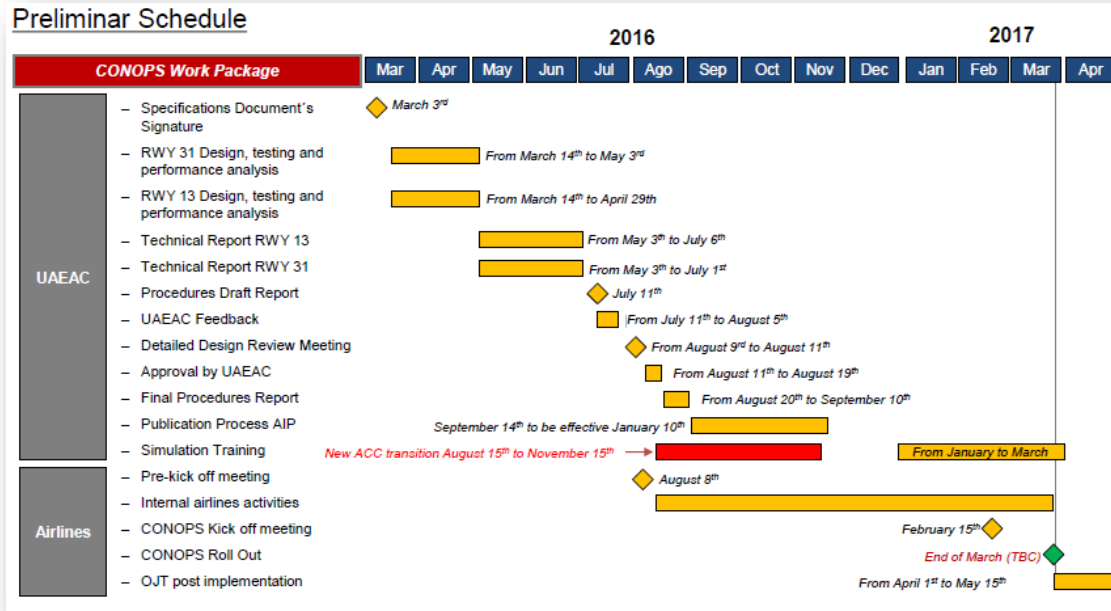 Preliminar Schedule
2016
2017
CONOPS Work Package
Mar Apr May Jun Jul Ago Sep Oct Nov Dec Jan Feb Mar Apr
UAEAC
– Specifications Document´s
Signature
March 3rd
– RWY 31 Design, testing and
performance analysis
From March 14th to May 3rd
– RWY 13 Design, testing and
performance analysis
From March 14th to April 29th
– Technical Report RWY 13
From May 3th to July 6th
– Technical Report RWY 31
From May 3th to July 1st
– Procedures Draft Report
July 11th
– UAEAC Feedback
From July 11th to August 5th
– Detailed Design Review Meeting
From August 9rd to August 11th
– Approval by UAEAC
From August 11th to August 19th
– Final Procedures Report
From August 20th to September 10th
– Publication Process AIP
September 14th to be effective January 10th
– Simulation Training
New ACC transition August 15th to November 15th
From January to March
Airlines
– Pre-kick off meeting
August 8th
– Internal airlines activities
– CONOPS Kick off meeting
February 15th
– CONOPS Roll Out
End of March (TBC)
– OJT post implementation
From April 1st to May 15th